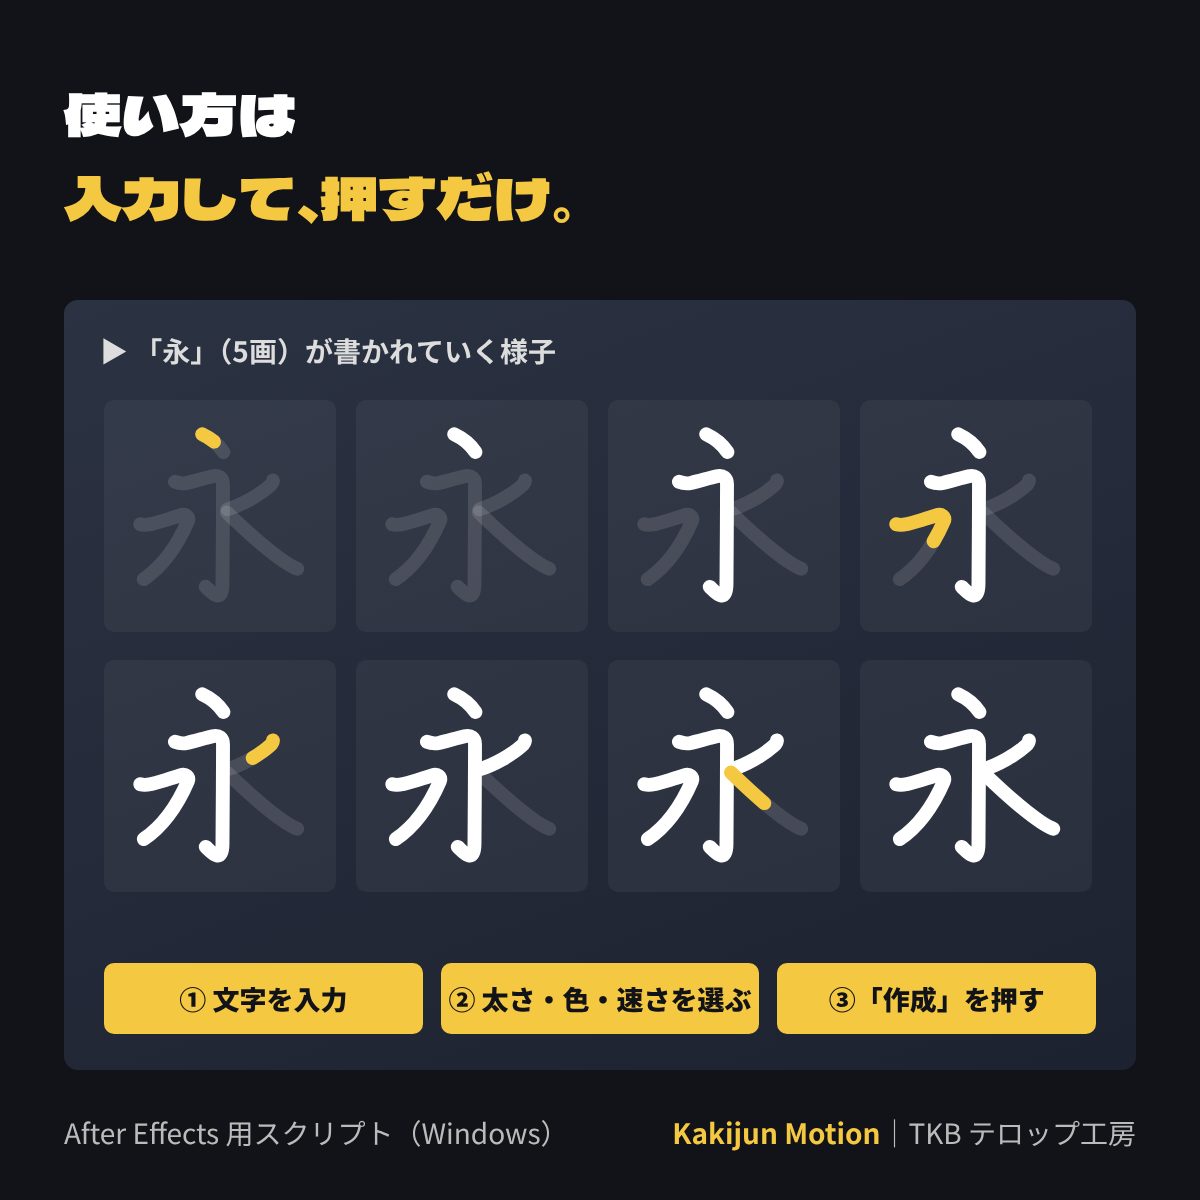 使い方は
入力して、押すだけ。
▶ 「永」（5画）が書かれていく様子
永 永 永 永
永 永 永 永
① 文字を入力
② 太さ・色・速さを選ぶ
③「作成」を押す
After Effects 用スクリプト（Windows）
Kakijun Motion｜TKB テロップ工房